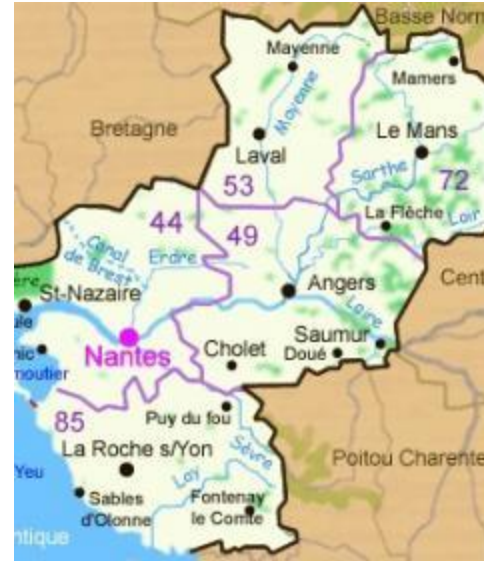 Basse Norm
Mayenne
Mamers
Mayenne
Bretagne
Le Mans
Laval
Sarthe
53
72
La Flèche
Loir
44
49
Canal
de Brest
Erdre
Cent
ère
St-Nazaire
Angers
Loire
ule
Nantes
Saumur
nic
Cholet
Doué
moutier
85
Puy du fou
Sèvre
La Roche s/Yon
Poitou Charente
Yeu
Lay
Sables
d'Olonne
Fontenay
le Comte
ntique